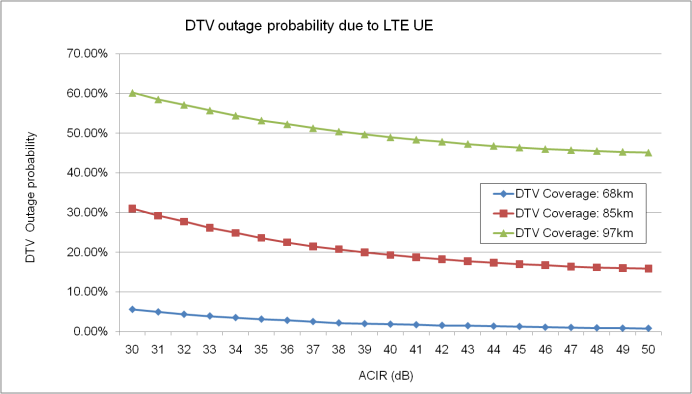 DTV outage probability due to LTE UE
70.00%
60.00%
50.00%
40.00%
30.00%
20.00%
10.00%
0.00%
DTV Outage probability
DTV Coverage: 68km
DTV Coverage: 85km
DTV Coverage: 97km
30 31 32 33 34 35 36 37 38 39 40 41 42 43 44 45 46 47 48 49 50
ACIR (dB)